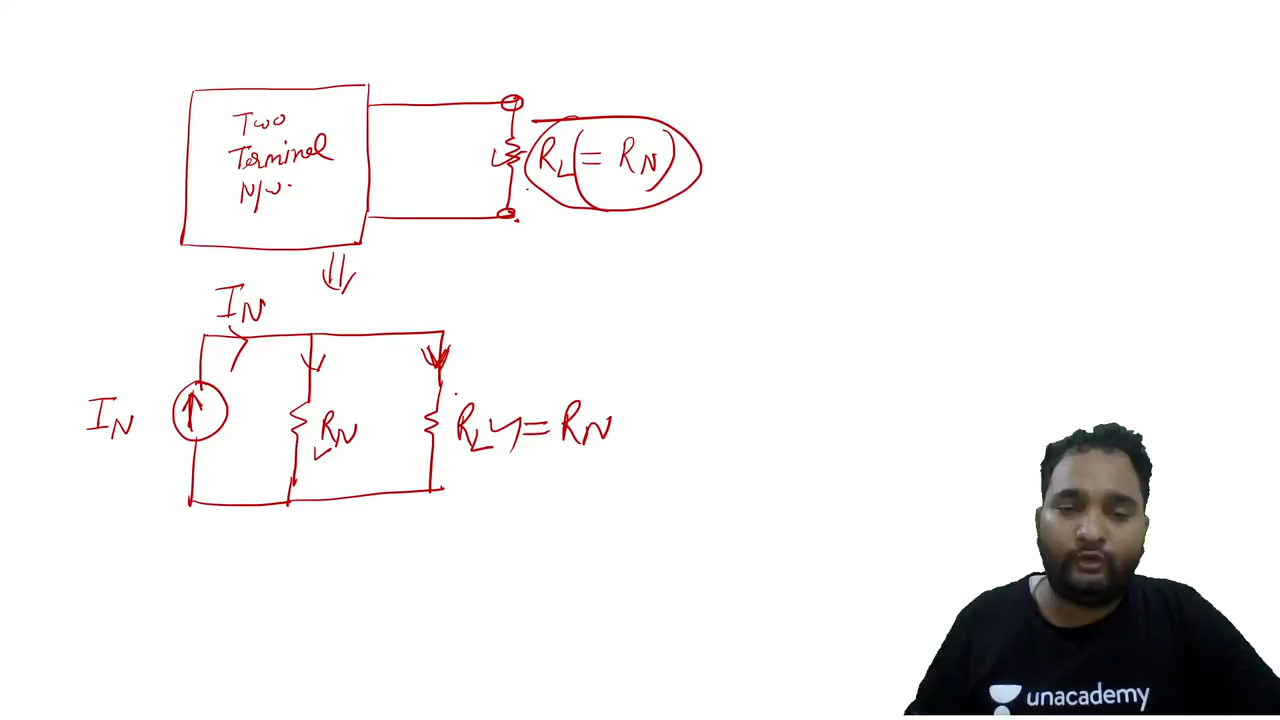 Two
Terminal
N/W.
RL (= RN)
IN
IN
RN
RL = RN
unacademy